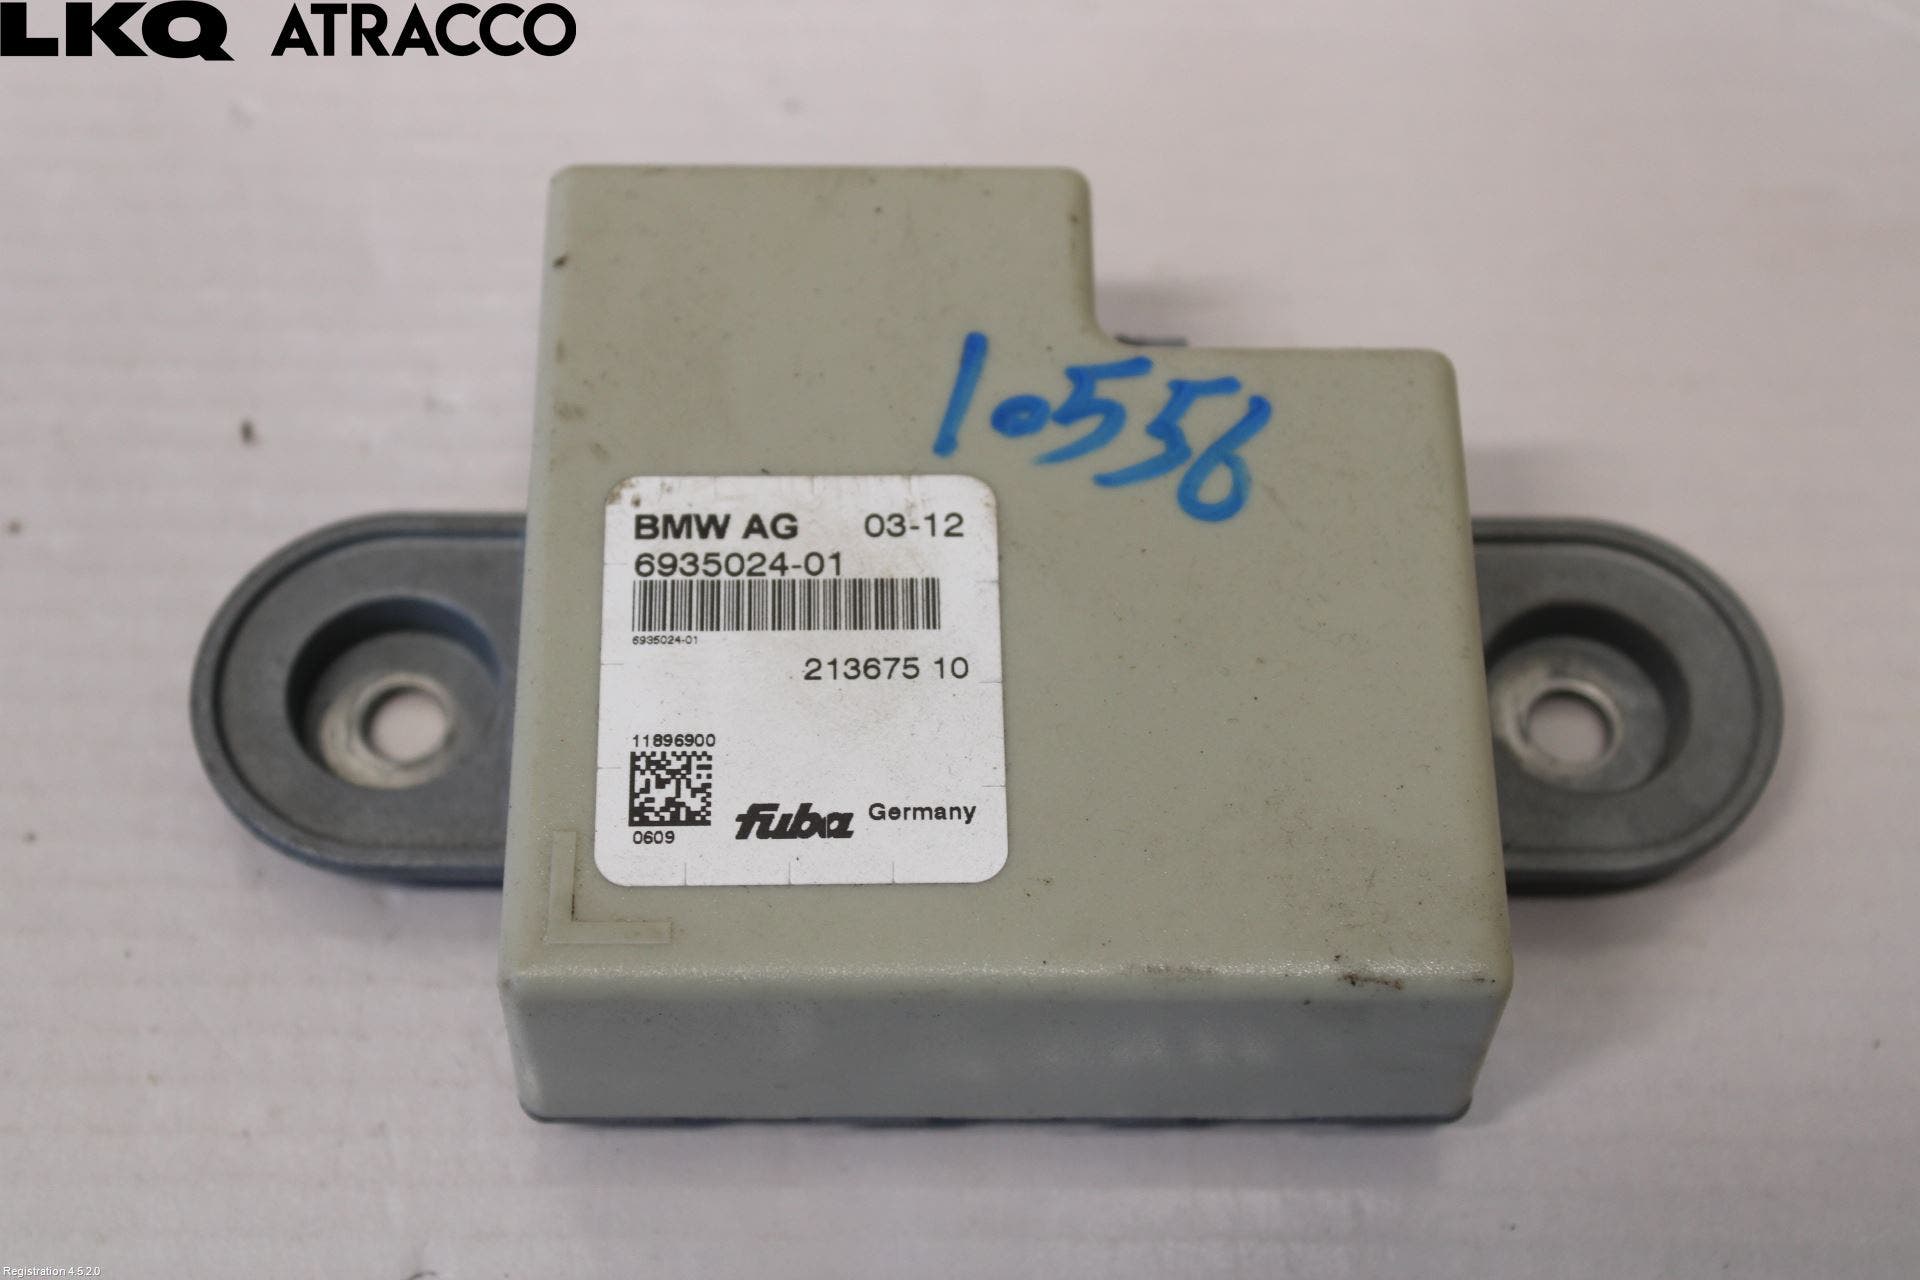 LKQ ATRACCO
10556
BMW AG 03-12
6935024-01
6935024-01
213675 10
11896900
0609
fuba Germany
Registration 4.5.2.0